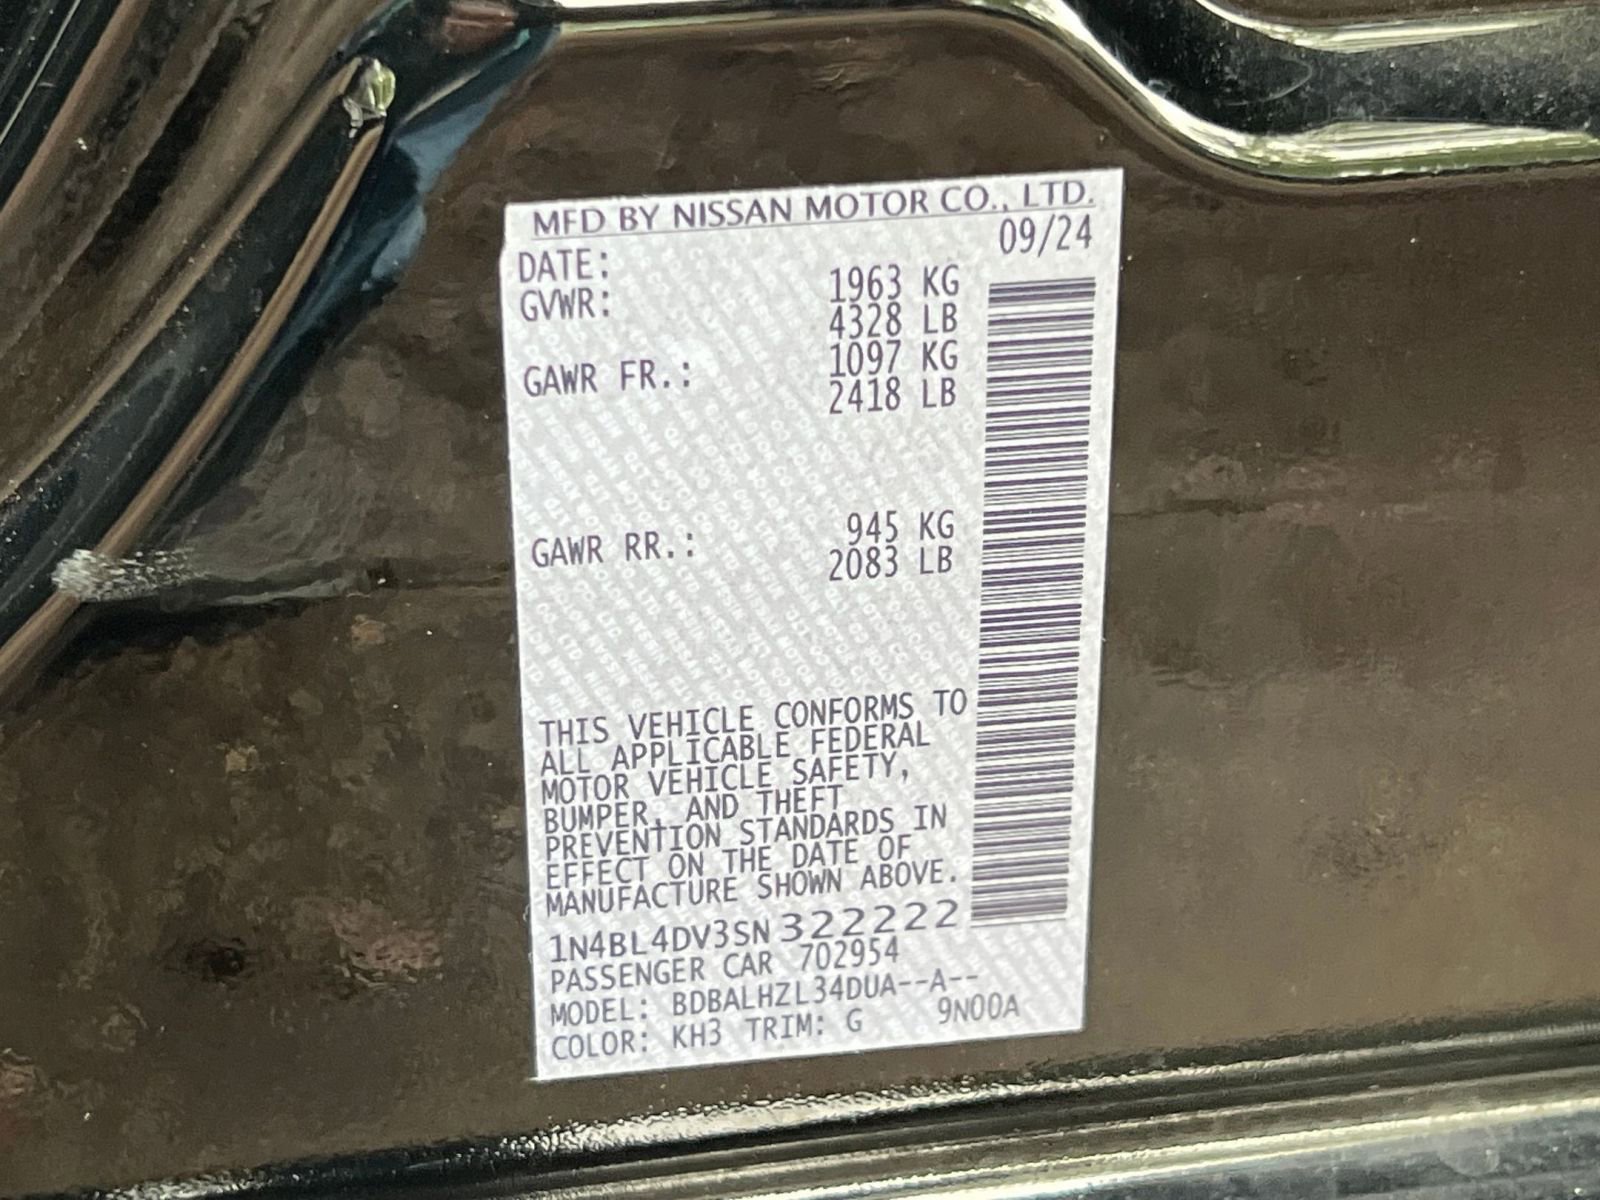 MFD BY NISSAN MOTOR CO., LTD.
DATE: 09/24
GVWR: 1963 KG
4328 LB
GAWR FR.: 1097 KG
2418 LB
GAWR RR.: 945 KG
2083 LB
THIS VEHICLE CONFORMS TO
ALL APPLICABLE FEDERAL
MOTOR VEHICLE SAFETY,
BUMPER, AND THEFT
PREVENTION STANDARDS IN
EFFECT ON THE DATE OF
MANUFACTURE SHOWN ABOVE.
1N4BL4DV3SN322222
PASSENGER CAR 702954
MODEL: BDBALHZL34DUA--A--
COLOR: KH3 TRIM: G 9N00A